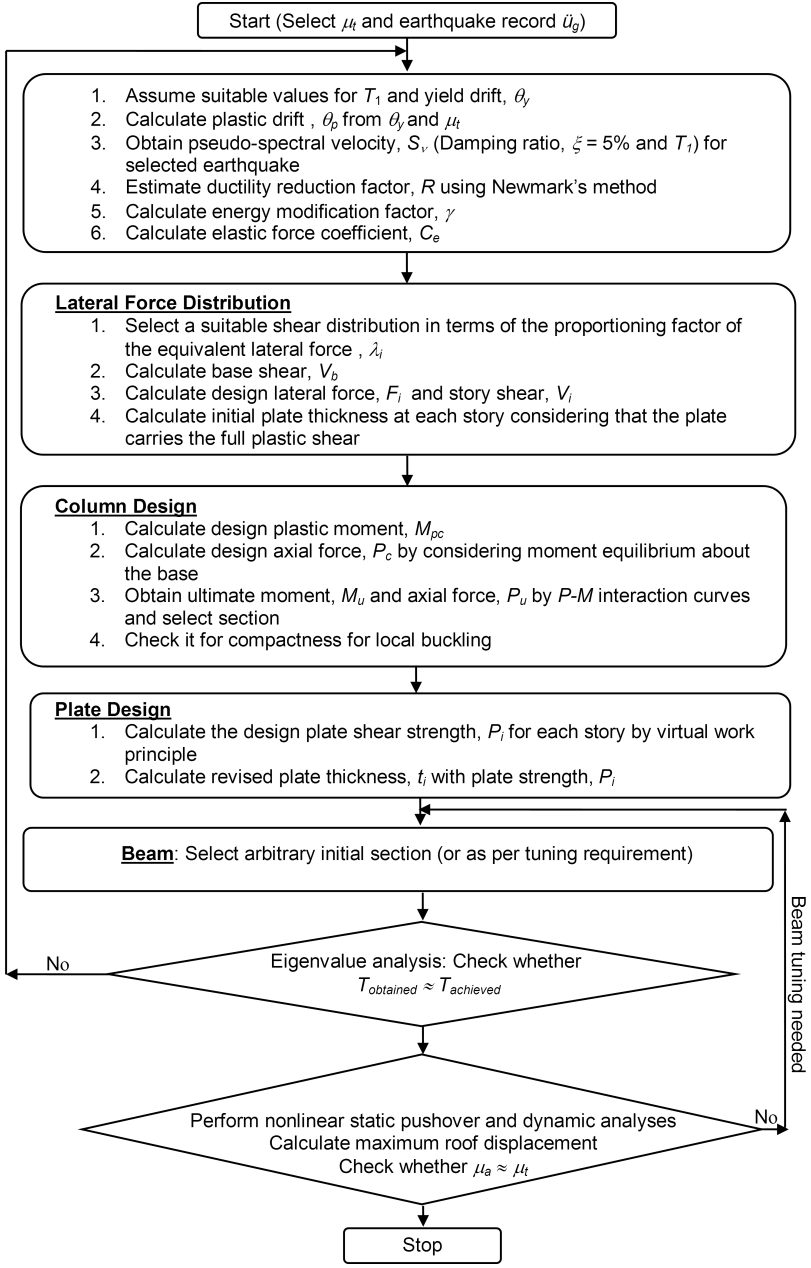 Start (Select μt and earthquake record üg)
1. Assume suitable values for T1 and yield drift, θy
2. Calculate plastic drift , θp from θy and μt
3. Obtain pseudo-spectral velocity, Sv (Damping ratio, ξ = 5% and T1) for
selected earthquake
4. Estimate ductility reduction factor, R using Newmark's method
5. Calculate energy modification factor, γ
6. Calculate elastic force coefficient, Ce
Lateral Force Distribution
1. Select a suitable shear distribution in terms of the proportioning factor of
the equivalent lateral force , λi
2. Calculate base shear, Vb
3. Calculate design lateral force, Fi and story shear, Vi
4. Calculate initial plate thickness at each story considering that the plate
carries the full plastic shear
Column Design
1. Calculate design plastic moment, Mpc
2. Calculate design axial force, Pc by considering moment equilibrium about
the base
3. Obtain ultimate moment, Mu and axial force, Pu by P-M interaction curves
and select section
4. Check it for compactness for local buckling
Plate Design
1. Calculate the design plate shear strength, Pi for each story by virtual work
principle
2. Calculate revised plate thickness, ti with plate strength, Pi
Beam: Select arbitrary initial section (or as per tuning requirement)
Beam tuning needed
No
Eigenvalue analysis: Check whether
Tobtained ≈ Tachieved
No
Perform nonlinear static pushover and dynamic analyses
Calculate maximum roof displacement
Check whether μa ≈ μt
Stop